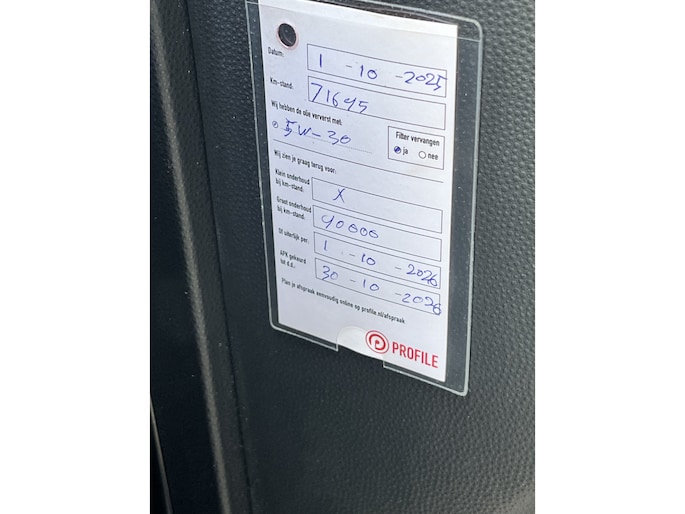 Datum: 1 - 10 - 2025
Km-stand: 71695
Wij hebben de olie ververst met:
5W-30
Filter vervangen
ja nee
Wij zien je graag terug voor:
Klein onderhoud bij km-stand: X
Groot onderhoud bij km-stand: 90000
Of uiterlijk per: 1 - 10 - 2026
APK gekeurd tot d.d.: 30 - 10 - 2026
Plan je afspraak eenvoudig online op profile.nl/afspraak
PROFILE